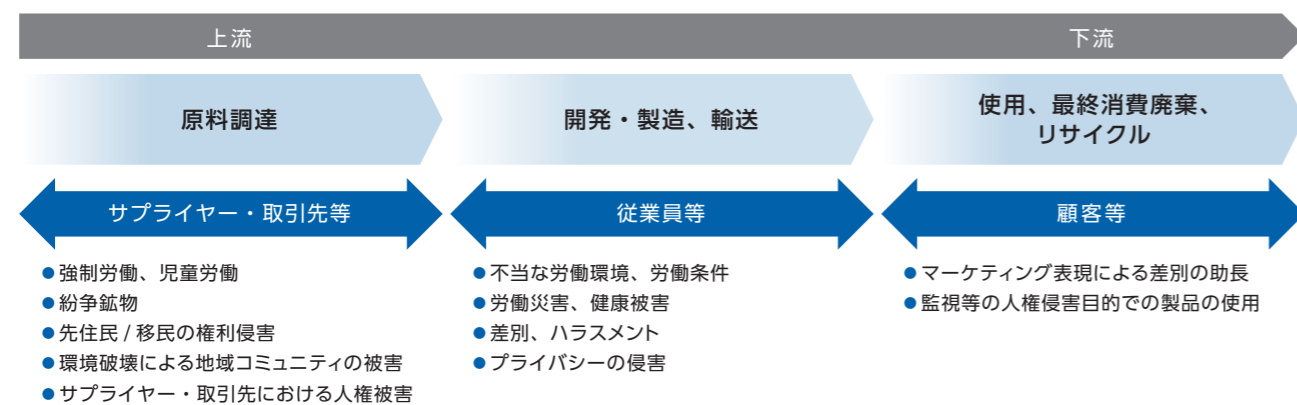 上流
下流
原料調達
開発・製造、輸送
使用、最終消費廃棄、
リサイクル
サプライヤー・取引先等
従業員等
顧客等
●強制労働、児童労働
●紛争鉱物
●先住民 / 移民の権利侵害
●環境破壊による地域コミュニティの被害
●サプライヤー・取引先における人権被害
●不当な労働環境、労働条件
●労働災害、健康被害
●差別、ハラスメント
●プライバシーの侵害
●マーケティング表現による差別の助長
●監視等の人権侵害目的での製品の使用